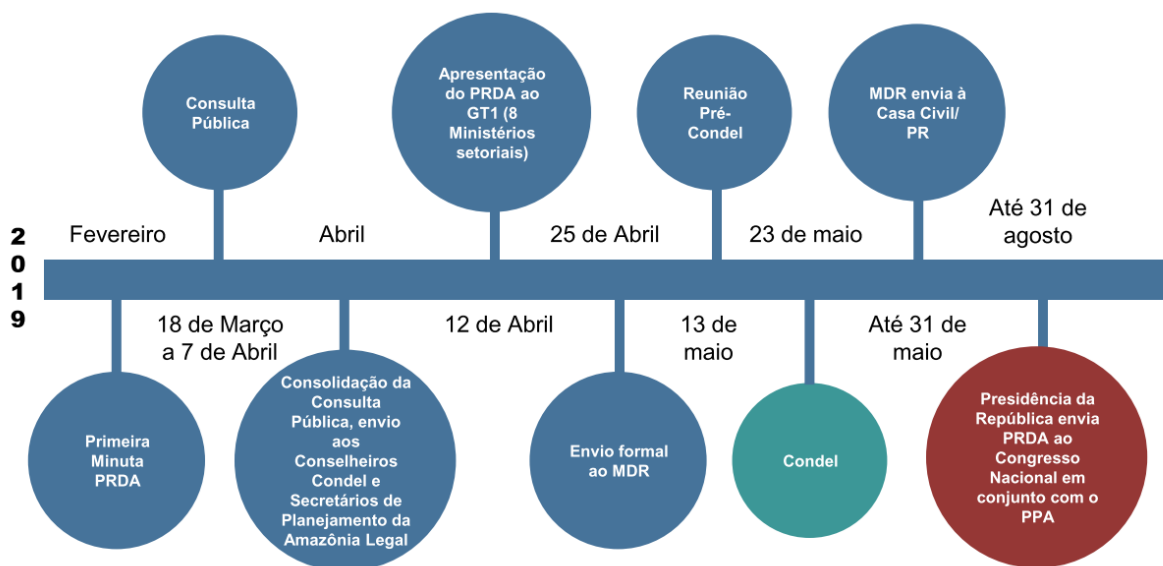 Consulta
Pública
Apresentação
do PRDA ao
GT1 (8
Ministérios
setoriais)
Reunião
Pré-
Condel
MDR envia à
Casa Civil/
PR
2019
Fevereiro
Abril
25 de Abril
23 de maio
Até 31 de
agosto
18 de Março
a 7 de Abril
12 de Abril
13 de
maio
Até 31 de
maio
Primeira
Minuta
PRDA
Consolidação da
Consulta
Pública, envio
aos
Conselheiros
Condel e
Secretários de
Planejamento da
Amazônia Legal
Envio formal
ao MDR
Condel
Presidência da
República envia
PRDA ao
Congresso
Nacional em
conjunto com o
PPA